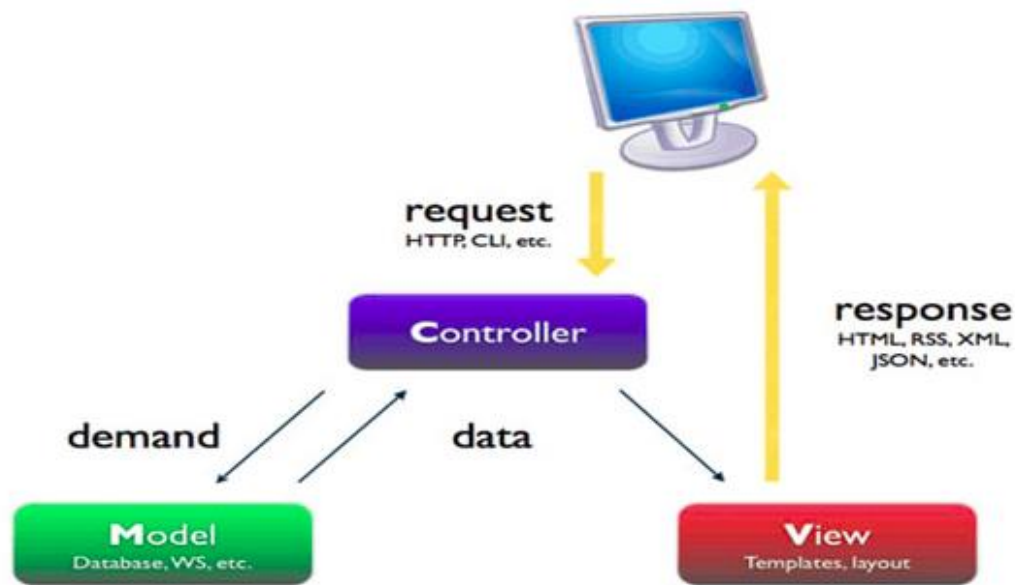 request
HTTP, CLI, etc.
Controller
response
HTML, RSS, XML,
JSON, etc.
demand
data
Model
Database, WS, etc.
View
Templates, layout